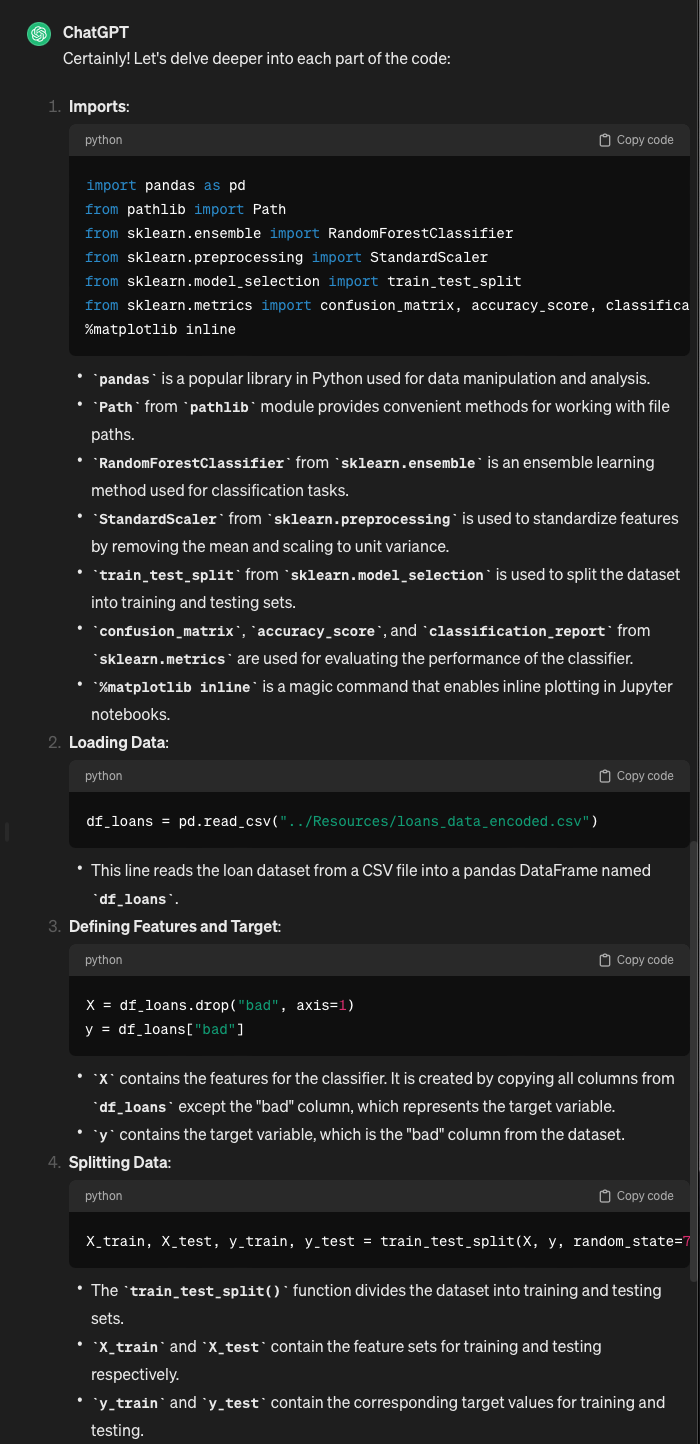 ChatGPT
Certainly! Let's delve deeper into each part of the code:
1. Imports:
python Copy code
import pandas as pd
from pathlib import Path
from sklearn.ensemble import RandomForestClassifier
from sklearn.preprocessing import StandardScaler
from sklearn.model_selection import train_test_split
from sklearn.metrics import confusion_matrix, accuracy_score, classifica
%matplotlib inline
• `pandas` is a popular library in Python used for data manipulation and analysis.
• `Path` from `pathlib` module provides convenient methods for working with file
paths.
• `RandomForestClassifier` from `sklearn.ensemble` is an ensemble learning
method used for classification tasks.
• `StandardScaler` from `sklearn.preprocessing` is used to standardize features
by removing the mean and scaling to unit variance.
• `train_test_split` from `sklearn.model_selection` is used to split the dataset
into training and testing sets.
• `confusion_matrix`, `accuracy_score`, and `classification_report` from
`sklearn.metrics` are used for evaluating the performance of the classifier.
• `%matplotlib inline` is a magic command that enables inline plotting in Jupyter
notebooks.
2. Loading Data:
python Copy code
df_loans = pd.read_csv("../Resources/loans_data_encoded.csv")
• This line reads the loan dataset from a CSV file into a pandas DataFrame named
`df_loans`.
3. Defining Features and Target:
python Copy code
X = df_loans.drop("bad", axis=1)
y = df_loans["bad"]
• `X` contains the features for the classifier. It is created by copying all columns from
`df_loans` except the "bad" column, which represents the target variable.
• `y` contains the target variable, which is the "bad" column from the dataset.
4. Splitting Data:
python Copy code
X_train, X_test, y_train, y_test = train_test_split(X, y, random_state=7
• The `train_test_split()` function divides the dataset into training and testing
sets.
• `X_train` and `X_test` contain the feature sets for training and testing
respectively.
• `y_train` and `y_test` contain the corresponding target values for training and
testing.